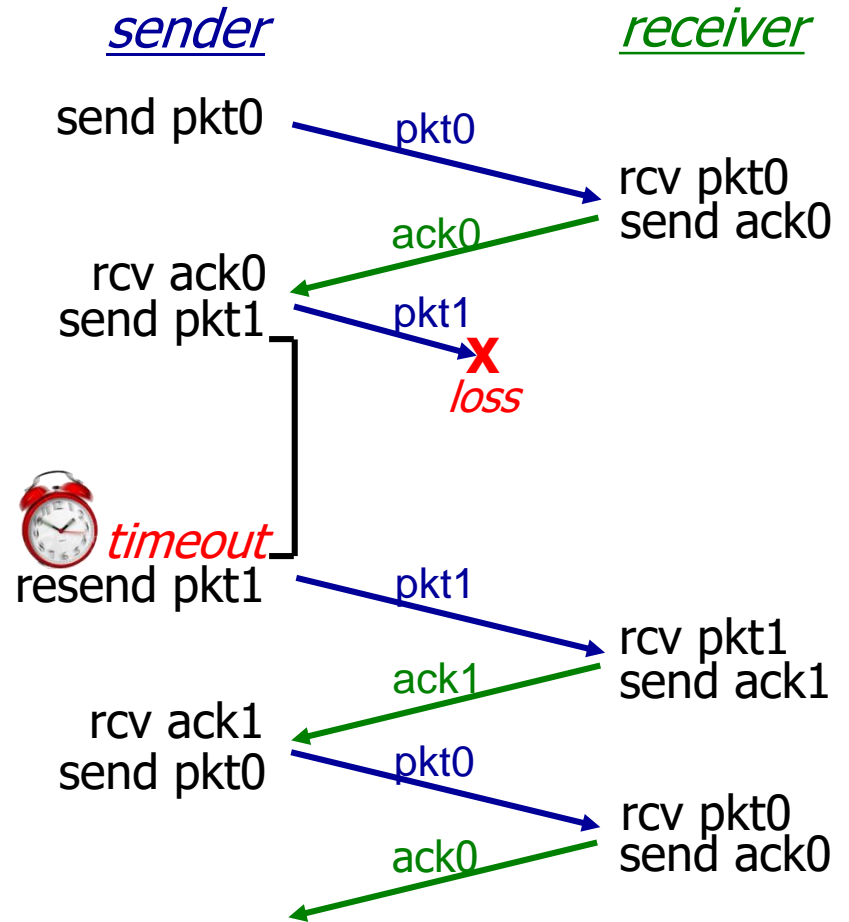 sender
receiver
send pkt0
pkt0
rcv pkt0
send ack0
ack0
rcv ack0
send pkt1
pkt1
X
loss
timeout
resend pkt1
pkt1
rcv pkt1
send ack1
ack1
rcv ack1
send pkt0
pkt0
rcv pkt0
send ack0
ack0